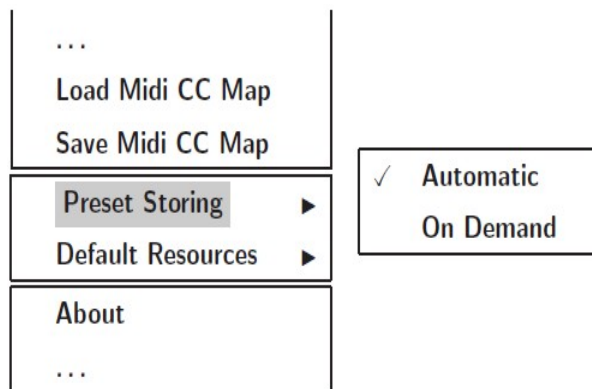 ...
Load Midi CC Map
Save Midi CC Map
Preset Storing ▶
Default Resources ▶
About
...
✓ Automatic
On Demand